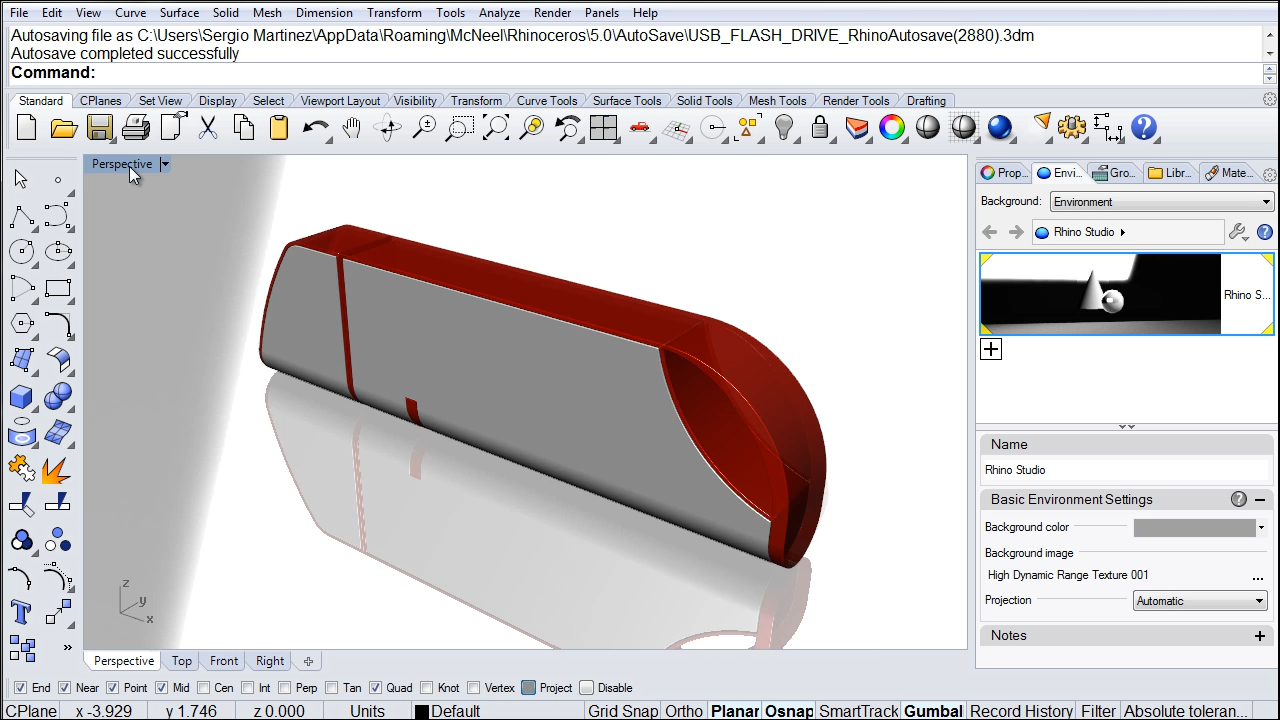 File Edit View Curve Surface Solid Mesh Dimension Transform Tools Analyze Render Panels Help
Autosaving file as C:\Users\Sergio Martinez\AppData\Roaming\McNeel\Rhinoceros\5.0\AutoSave\USB_FLASH_DRIVE_RhinoAutosave(2880).3dm
Autosave completed successfully
Command:
Standard CPlanes Set View Display Select Viewport Layout Visibility Transform Curve Tools Surface Tools Solid Tools Mesh Tools Render Tools Drafting
Perspective
Prop... Envi... Gro... Libr... Mate...
Background: Environment
Rhino Studio
Rhino S...
Name
Rhino Studio
Basic Environment Settings
Background color
Background image
High Dynamic Range Texture 001 ...
Projection Automatic
Notes
z
y
x
Perspective Top Front Right
End Near Point Mid Cen Int Perp Tan Quad Knot Vertex Project Disable
CPlane x -3.929 y 1.746 z 0.000 Units Default Grid Snap Ortho Planar Osnap SmartTrack Gumbal Record History Filter Absolute toleran...